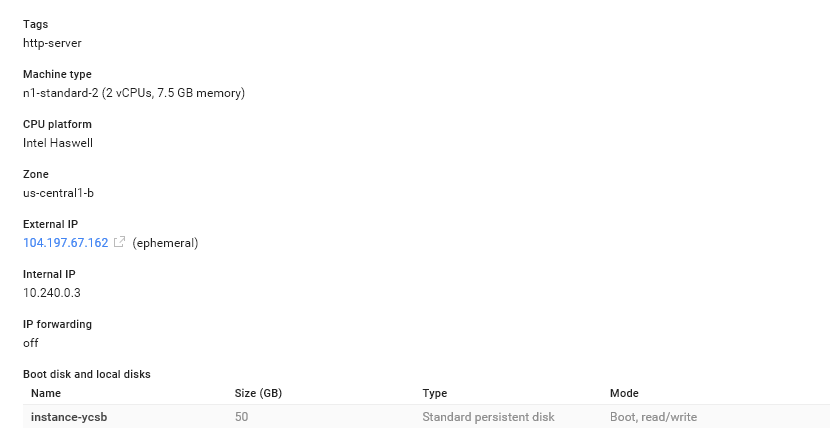 Tags
http-server
Machine type
n1-standard-2 (2 vCPUs, 7.5 GB memory)
CPU platform
Intel Haswell
Zone
us-central1-b
External IP
104.197.67.162 (ephemeral)
Internal IP
10.240.0.3
IP forwarding
off
Boot disk and local disks
Name Size (GB) Type Mode
instance-ycsb 50 Standard persistent disk Boot, read/write